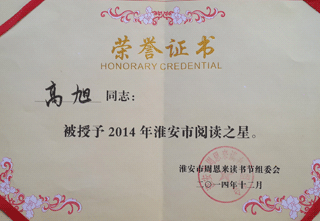 荣誉证书
HONORARY CREDENTIAL
高旭 同志：
被授予 2014 年淮安市阅读之星。
淮安市周恩来读书节组委会
二〇一四年十二月